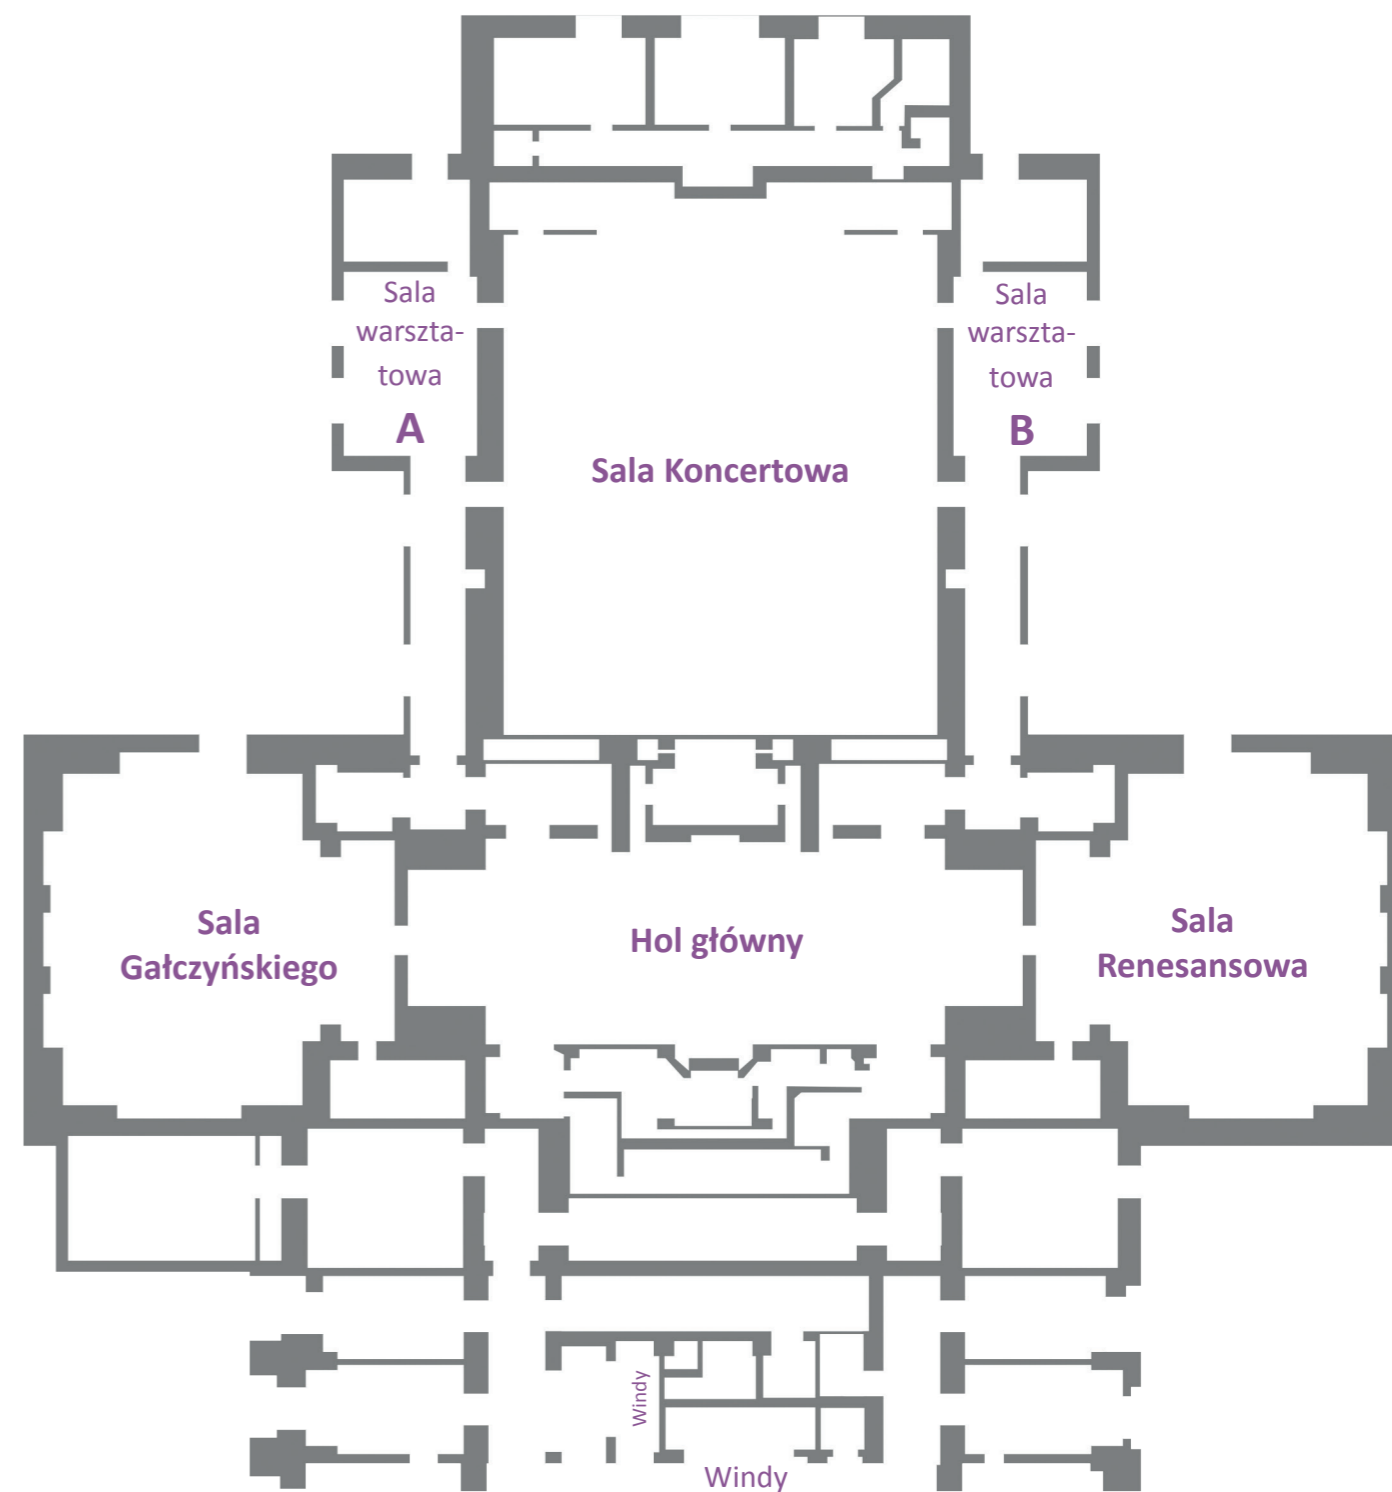 Sala
warszta-
towa
A
Sala
warszta-
towa
B
Sala Koncertowa
Sala
Gałczyńskiego
Hol główny
Sala
Renesansowa
Windy
Windy